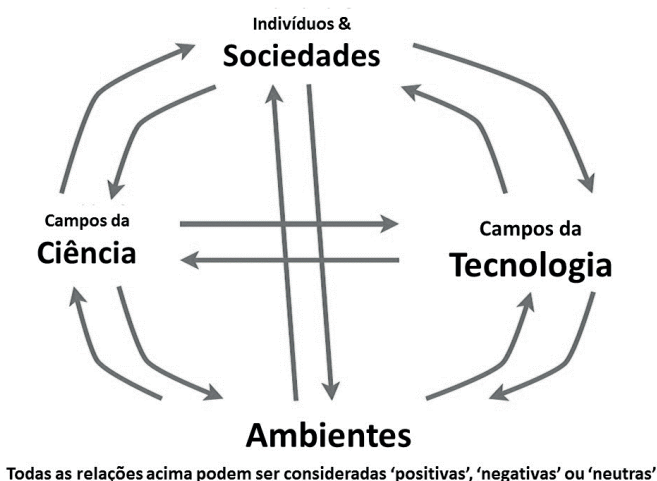 Indivíduos &
Sociedades
Campos da
Ciência
Campos da
Tecnologia
Ambientes
Todas as relações acima podem ser consideradas ‘positivas’, ‘negativas’ ou ‘neutras’